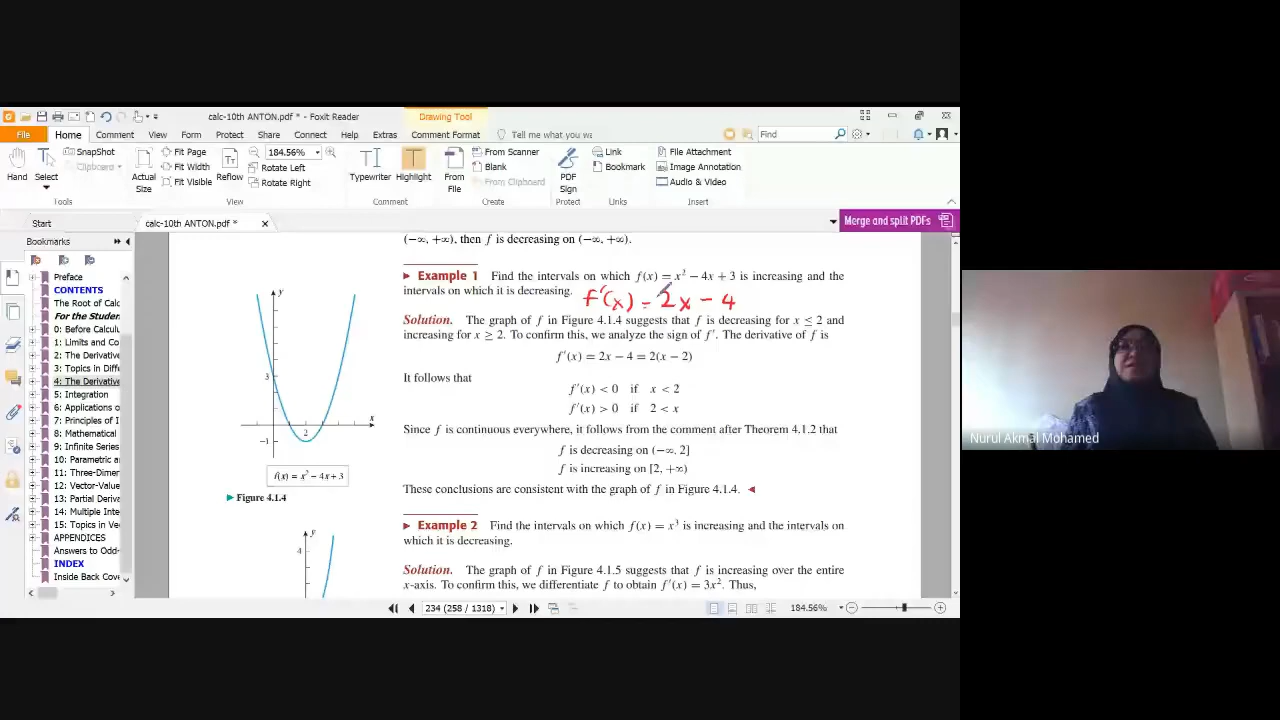 calc-10th ANTON.pdf * - Foxit Reader
Drawing Tool
File Home Comment View Form Protect Share Connect Help Extras Comment Format Tell me what you wa Find
SnapShot
Clipboard
Hand Select
Actual Size
Fit Page
Fit Width
Fit Visible
Reflow
184.56%
Rotate Left
Rotate Right
Typewriter Highlight
From File
From Scanner
Blank
From Clipboard
PDF Sign
Link
Bookmark
File Attachment
Image Annotation
Audio & Video
Tools View Comment Create Protect Links Insert
Start calc-10th ANTON.pdf * Merge and split PDFs
Bookmarks
Preface
CONTENTS
The Root of Calc
For the Studen
0: Before Calculu
1: Limits and Co
2: The Derivative
3: Topics in Diff
4: The Derivative
5: Integration
6: Applications o
7: Principles of I
8: Mathematical
9: Infinite Series
10: Parametric a
11: Three-Dimen
12: Vector-Value
13: Partial Deriva
14: Multiple Inte
15: Topics in Vec
APPENDICES
Answers to Odd-
INDEX
Inside Back Cove
(−∞, +∞), then f is decreasing on (−∞, +∞).
► Example 1 Find the intervals on which f(x) = x² − 4x + 3 is increasing and the
intervals on which it is decreasing.
f'(x) = 2x − 4
Solution. The graph of f in Figure 4.1.4 suggests that f is decreasing for x ≤ 2 and
increasing for x ≥ 2. To confirm this, we analyze the sign of f′. The derivative of f is
f′(x) = 2x − 4 = 2(x − 2)
It follows that
f′(x) < 0 if x < 2
f′(x) > 0 if 2 < x
Since f is continuous everywhere, it follows from the comment after Theorem 4.1.2 that
f is decreasing on (−∞, 2]
f is increasing on [2, +∞)
These conclusions are consistent with the graph of f in Figure 4.1.4. ◄
► Example 2 Find the intervals on which f(x) = x³ is increasing and the intervals on
which it is decreasing.
Solution. The graph of f in Figure 4.1.5 suggests that f is increasing over the entire
x-axis. To confirm this, we differentiate f to obtain f′(x) = 3x². Thus,
y
3
x
−1
2
f(x) = x² − 4x + 3
► Figure 4.1.4
y
4
234 (258 / 1318)
184.56%
Nurul Akmal Mohamed